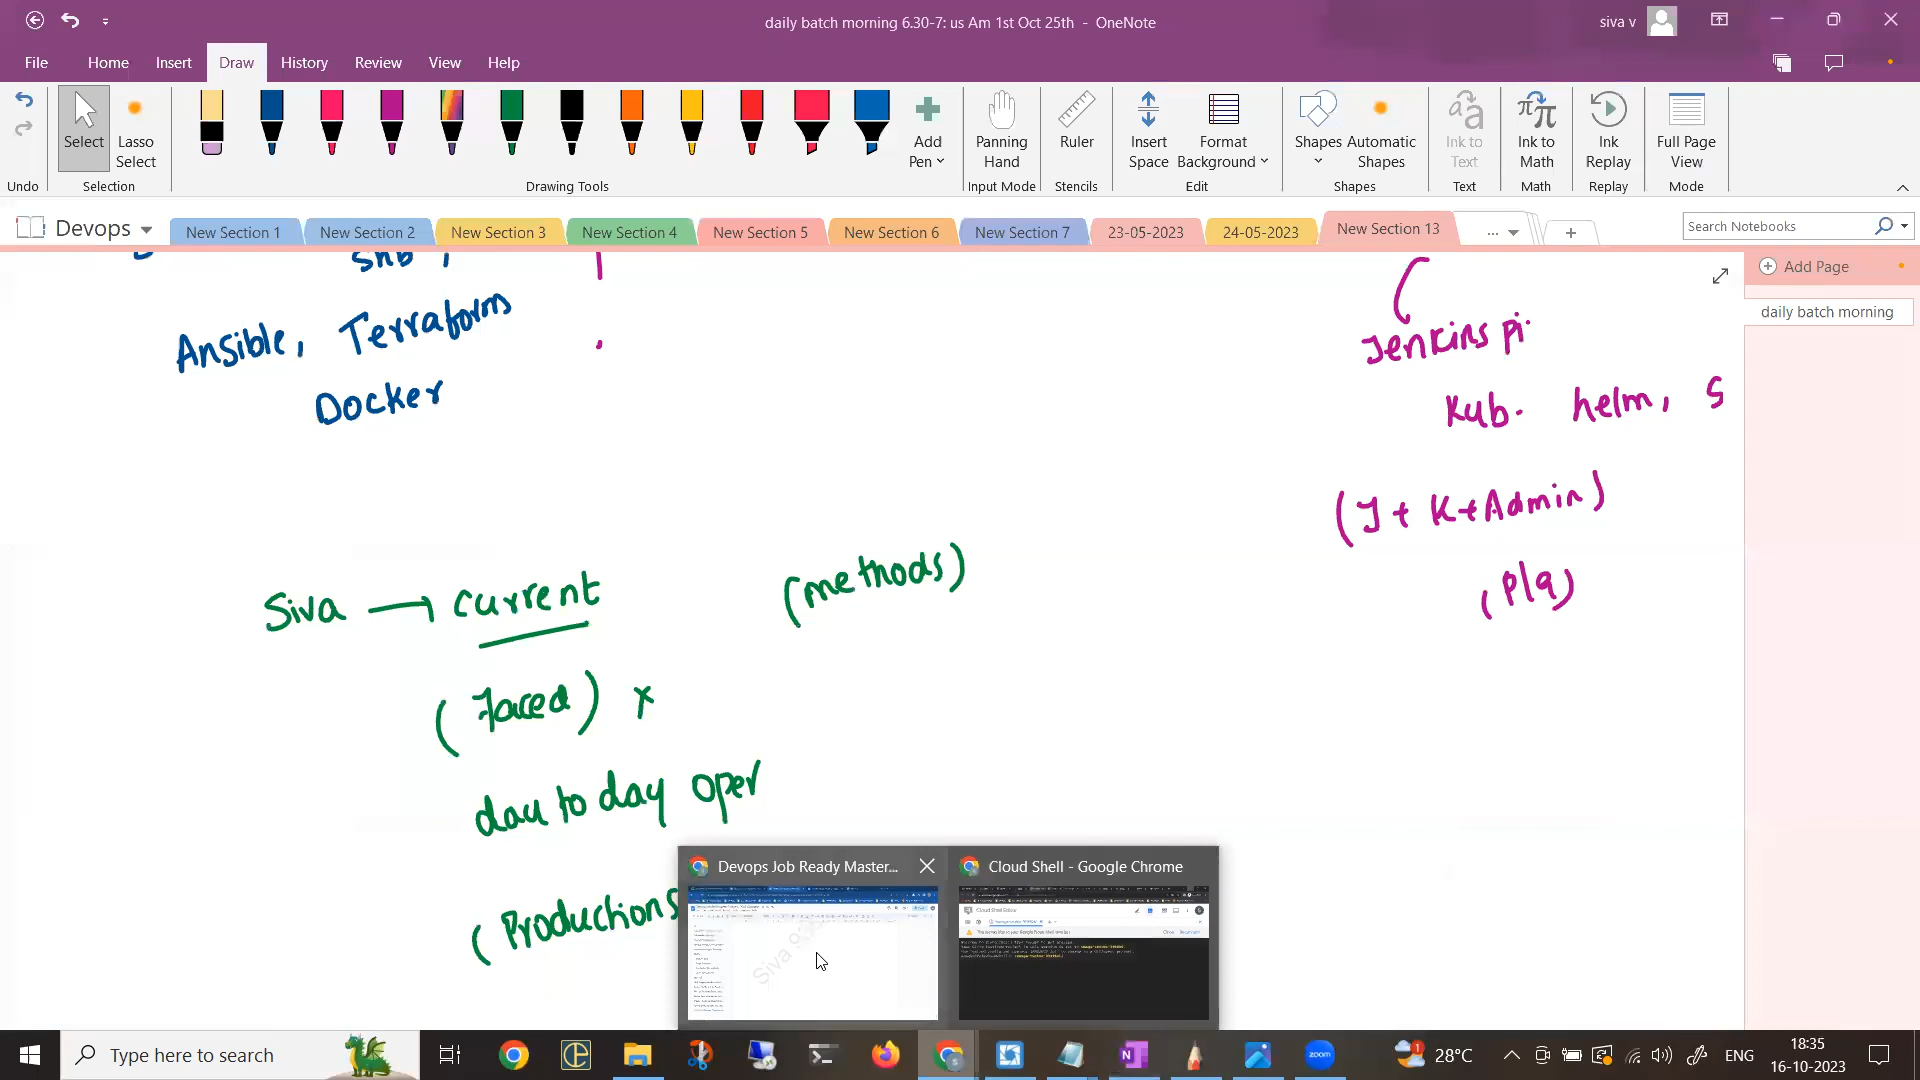 daily batch morning 6.30-7: us Am 1st Oct 25th - OneNote
siva v
File Home Insert Draw History Review View Help
Select
Lasso Select
Add Pen
Panning Hand
Ruler
Insert Space
Format Background
Shapes
Automatic Shapes
Ink to Text
Ink to Math
Ink Replay
Full Page View
Undo Selection Drawing Tools Input Mode Stencils Edit Shapes Text Math Replay Mode
Devops New Section 1 New Section 2 New Section 3 New Section 4 New Section 5 New Section 6 New Section 7 23-05-2023 24-05-2023 New Section 13 ... Search Notebooks
Add Page
daily batch morning
Ansible, Terraforms
Docker
Jenkins pi
Kub. helm, S
(J + K + Admin)
Siva → current
(methods)
(Faced) x
day to day oper
(Productions
Devops Job Ready Master...
Cloud Shell - Google Chrome
Type here to search
28°C
ENG
18:35
16-10-2023